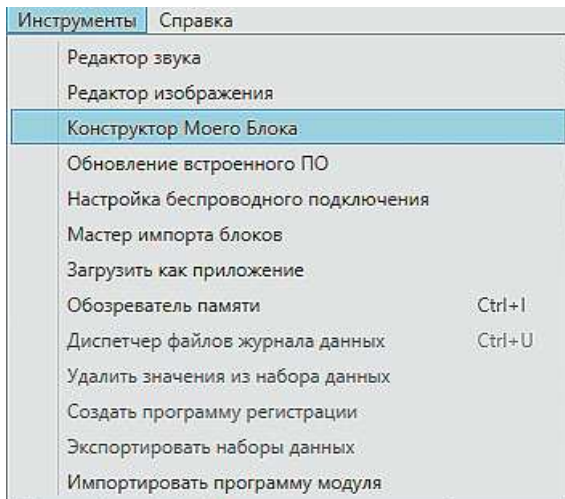 Инструменты Справка
Редактор звука
Редактор изображения
Конструктор Моего Блока
Обновление встроенного ПО
Настройка беспроводного подключения
Мастер импорта блоков
Загрузить как приложение
Обозреватель памяти Ctrl+I
Диспетчер файлов журнала данных Ctrl+U
Удалить значения из набора данных
Создать программу регистрации
Экспортировать наборы данных
Импортировать программу модуля